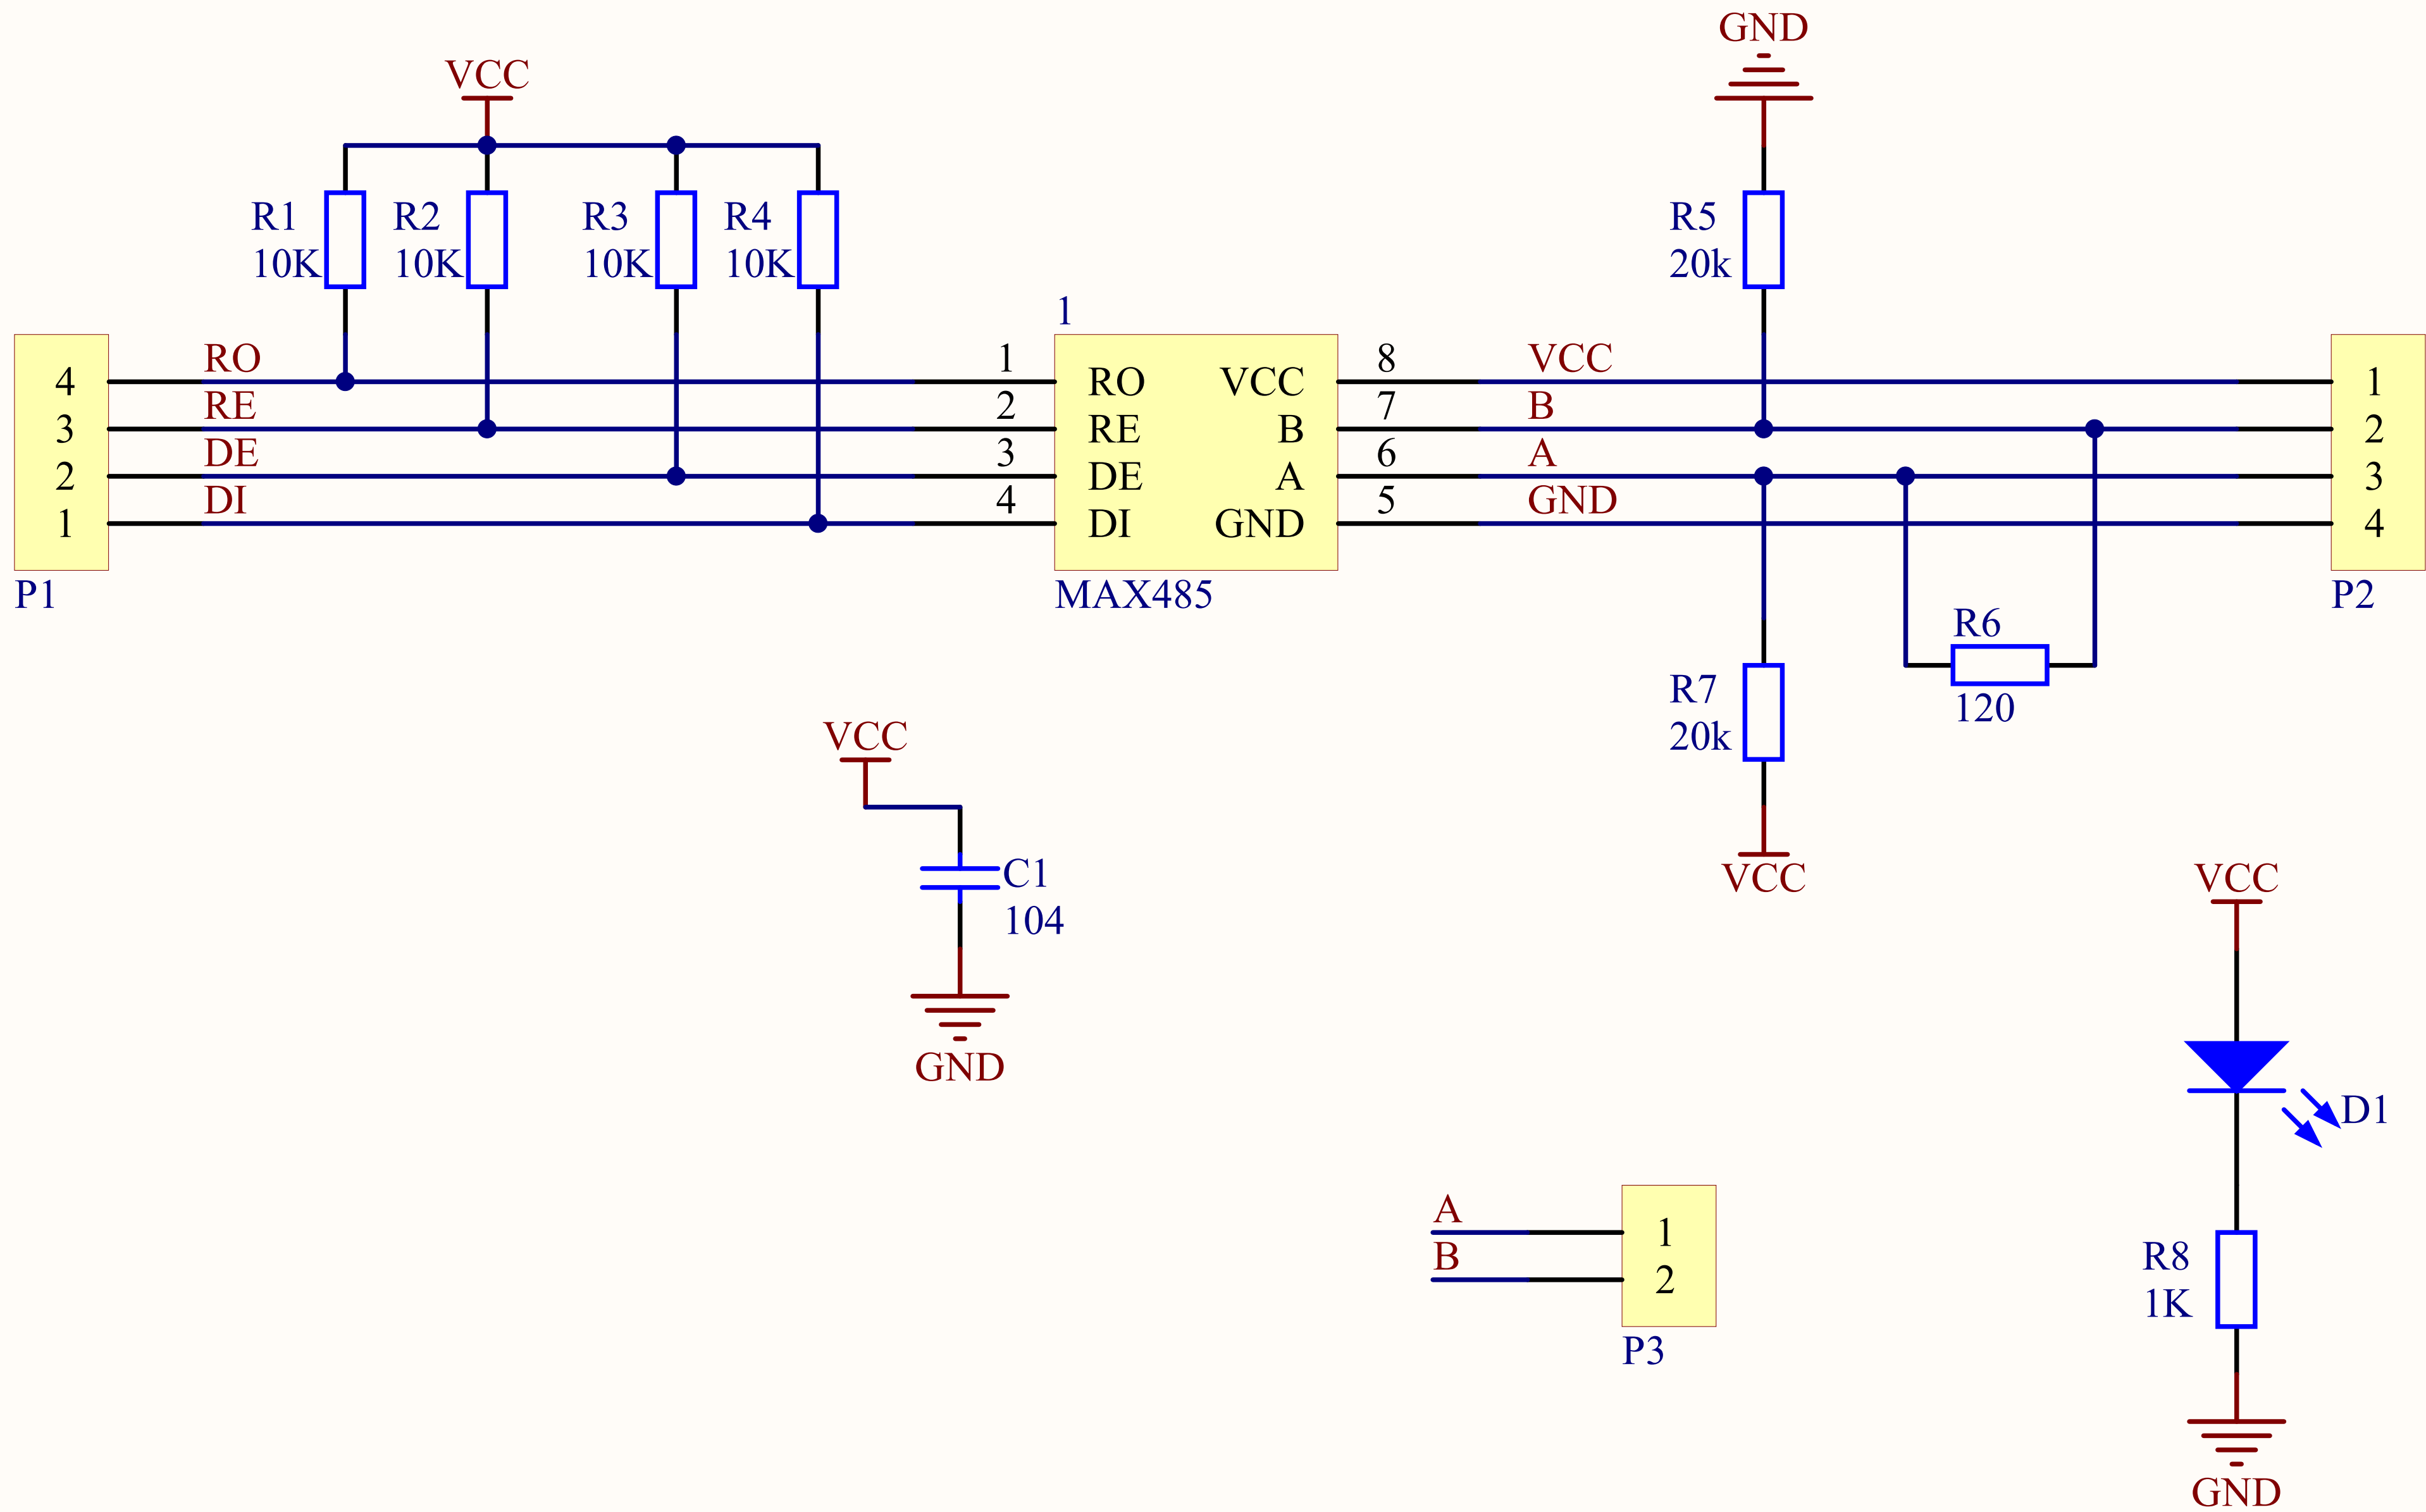 GND
VCC
R1
10K
R2
10K
R3
10K
R4
10K
R5
20k
1
4 RO 1 RO VCC 8 VCC 1
3 RE 2 RE B 7 B 2
2 DE 3 DE A 6 A 3
1 DI 4 DI GND 5 GND 4
P1
MAX485
P2
R6
120
R7
20k
VCC
VCC
C1
104
GND
VCC
D1
A 1
B 2
P3
R8
1K
GND